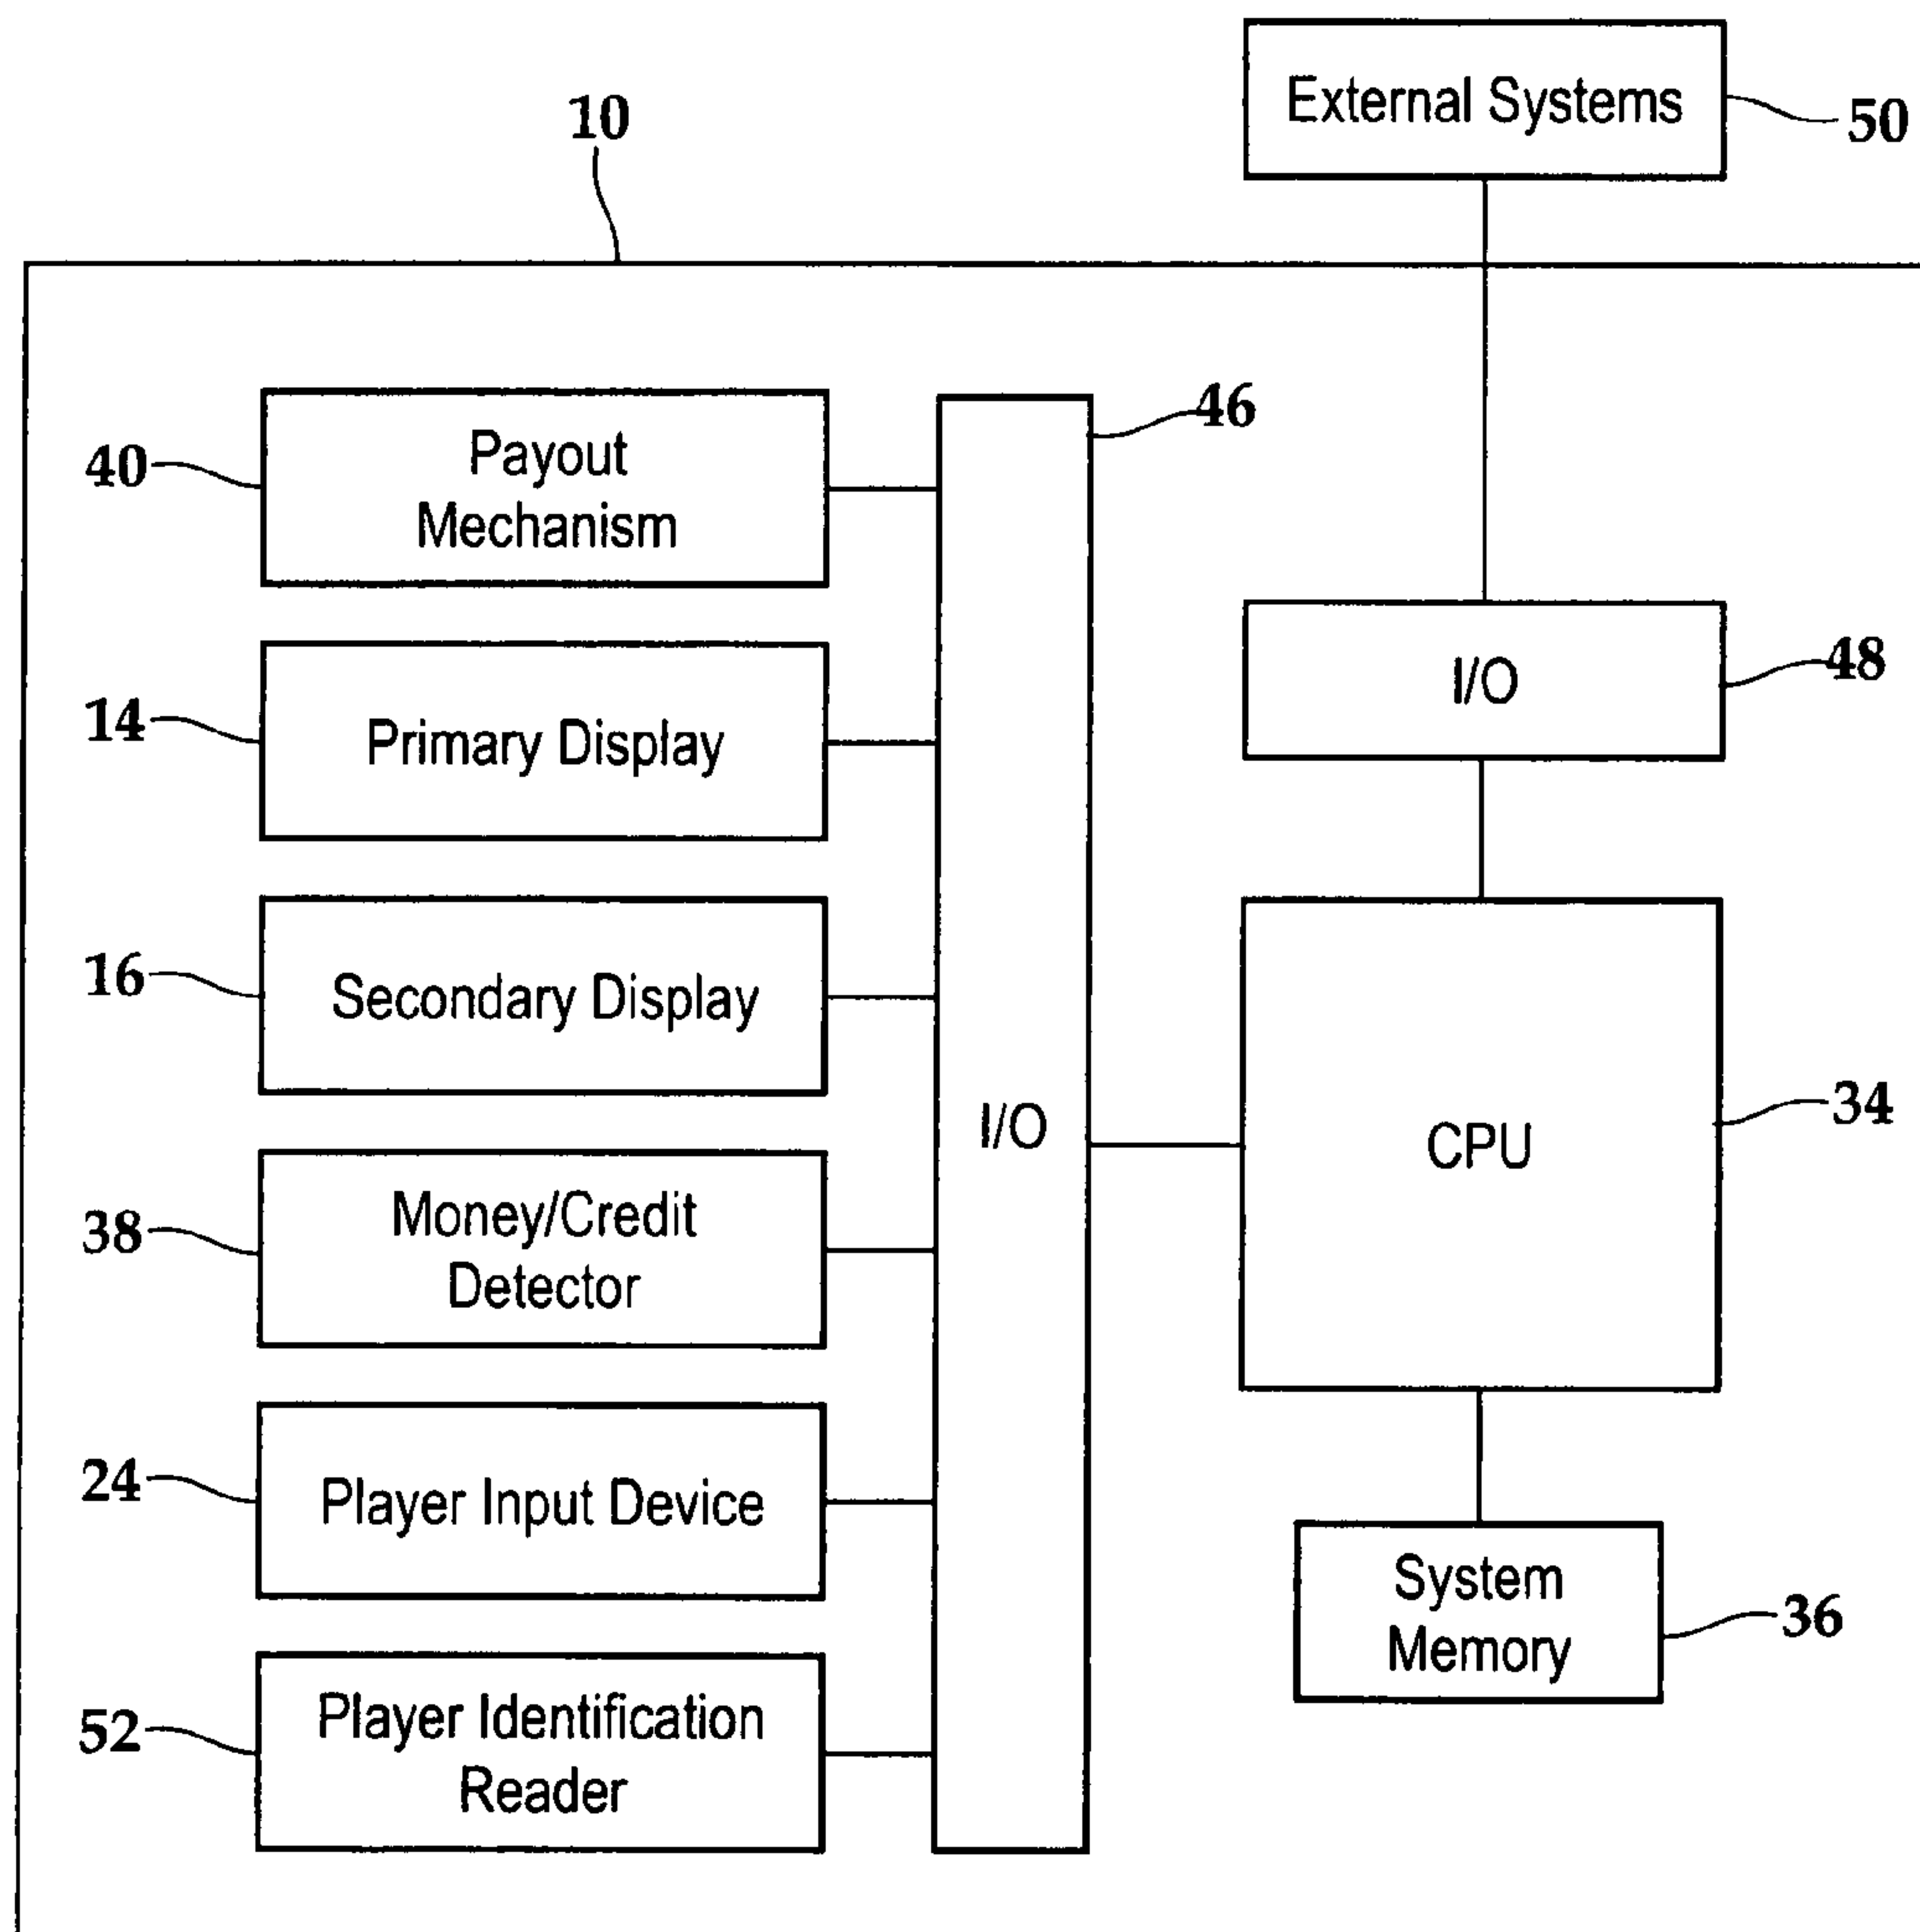 External Systems
50
10
46
40
Payout
Mechanism
I/O
48
14
Primary Display
16
Secondary Display
I/O
CPU
34
38
Money/Credit
Detector
24
Player Input Device
System
Memory
36
52
Player Identification
Reader